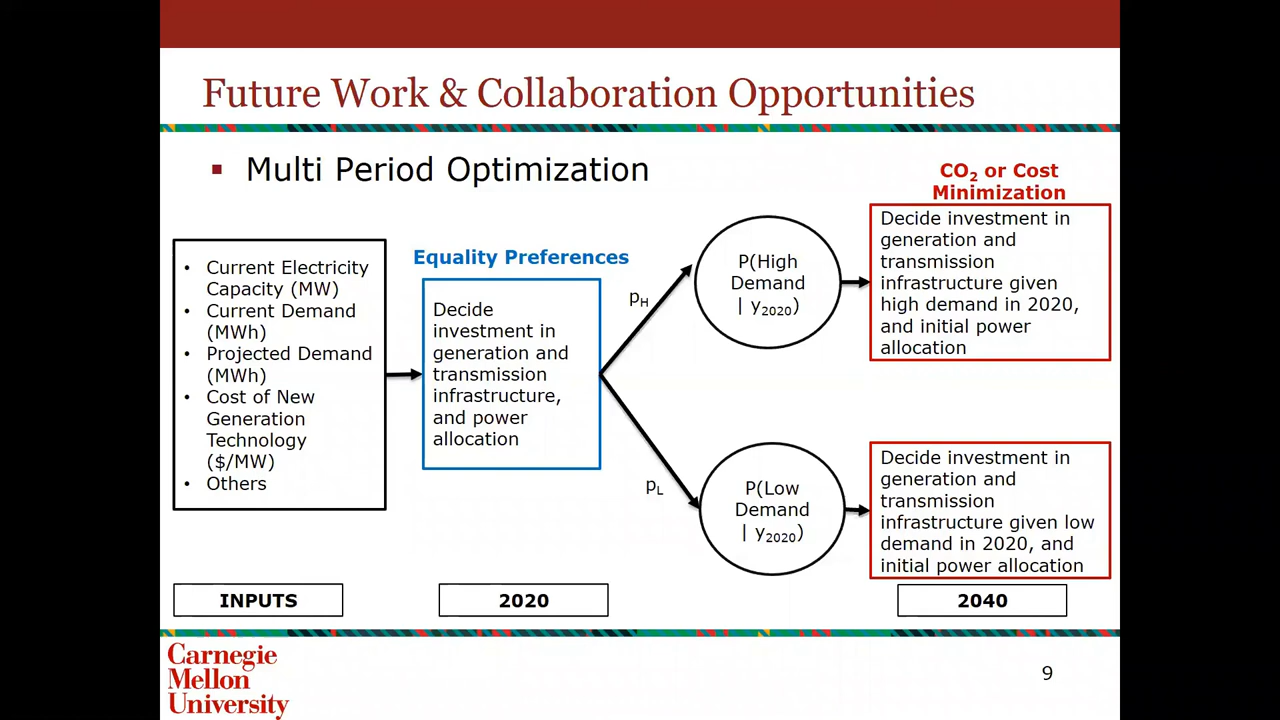 Future Work & Collaboration Opportunities
▪ Multi Period Optimization
• Current Electricity
Capacity (MW)
• Current Demand
(MWh)
• Projected Demand
(MWh)
• Cost of New
Generation
Technology
($/MW)
• Others
Equality Preferences
Decide
investment in
generation and
transmission
infrastructure,
and power
allocation
pH
P(High
Demand
| y2020)
pL
P(Low
Demand
| y2020)
CO2 or Cost
Minimization
Decide investment in
generation and
transmission
infrastructure given
high demand in 2020,
and initial power
allocation
Decide investment in
generation and
transmission
infrastructure given low
demand in 2020, and
initial power allocation
INPUTS
2020
2040
Carnegie
Mellon
University
9